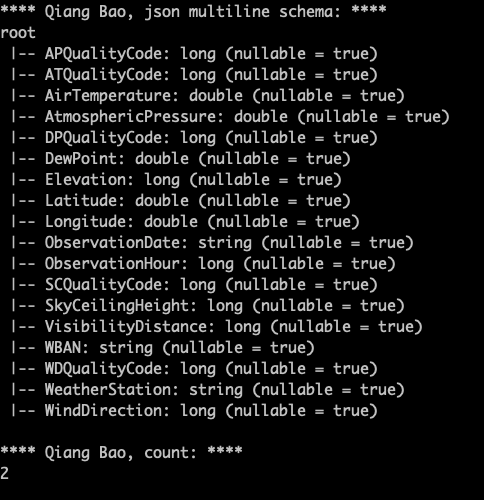 **** Qiang Bao, json multiline schema: ****
root
 |-- APQualityCode: long (nullable = true)
 |-- ATQualityCode: long (nullable = true)
 |-- AirTemperature: double (nullable = true)
 |-- AtmosphericPressure: double (nullable = true)
 |-- DPQualityCode: long (nullable = true)
 |-- DewPoint: double (nullable = true)
 |-- Elevation: long (nullable = true)
 |-- Latitude: double (nullable = true)
 |-- Longitude: double (nullable = true)
 |-- ObservationDate: string (nullable = true)
 |-- ObservationHour: long (nullable = true)
 |-- SCQualityCode: long (nullable = true)
 |-- SkyCeilingHeight: long (nullable = true)
 |-- VisibilityDistance: long (nullable = true)
 |-- WBAN: string (nullable = true)
 |-- WDQualityCode: long (nullable = true)
 |-- WeatherStation: string (nullable = true)
 |-- WindDirection: long (nullable = true)

**** Qiang Bao, count: ****
2